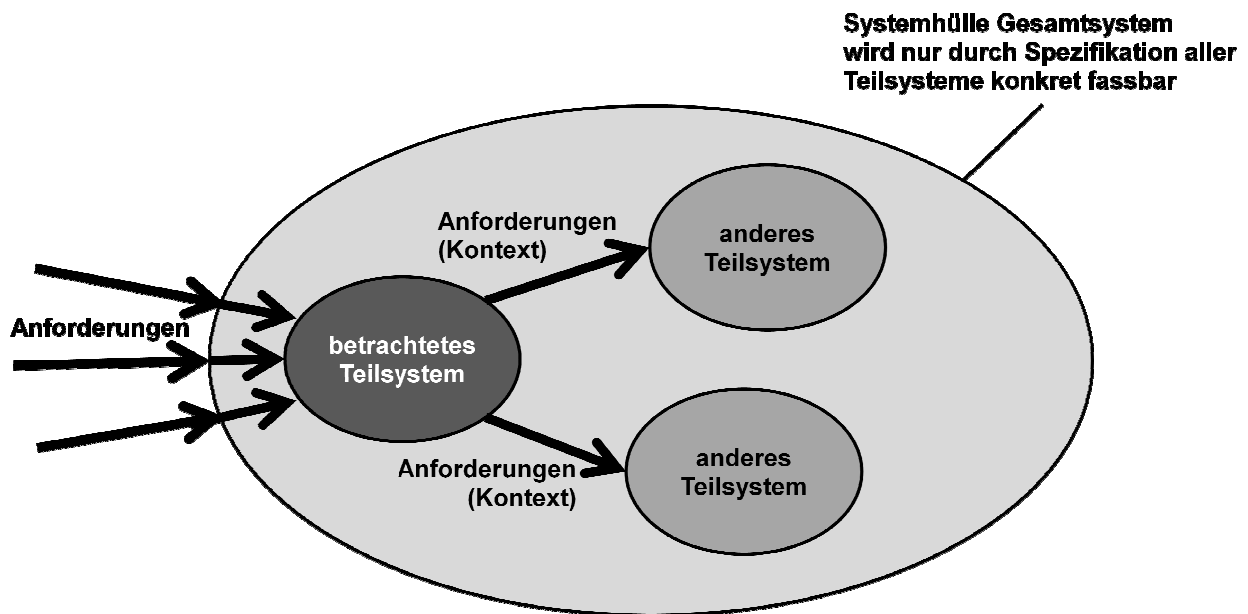 Systemhülle Gesamtsystem
wird nur durch Spezifikation aller
Teilsysteme konkret fassbar
Anforderungen
(Kontext)
anderes
Teilsystem
Anforderungen
betrachtetes
Teilsystem
Anforderungen
(Kontext)
anderes
Teilsystem